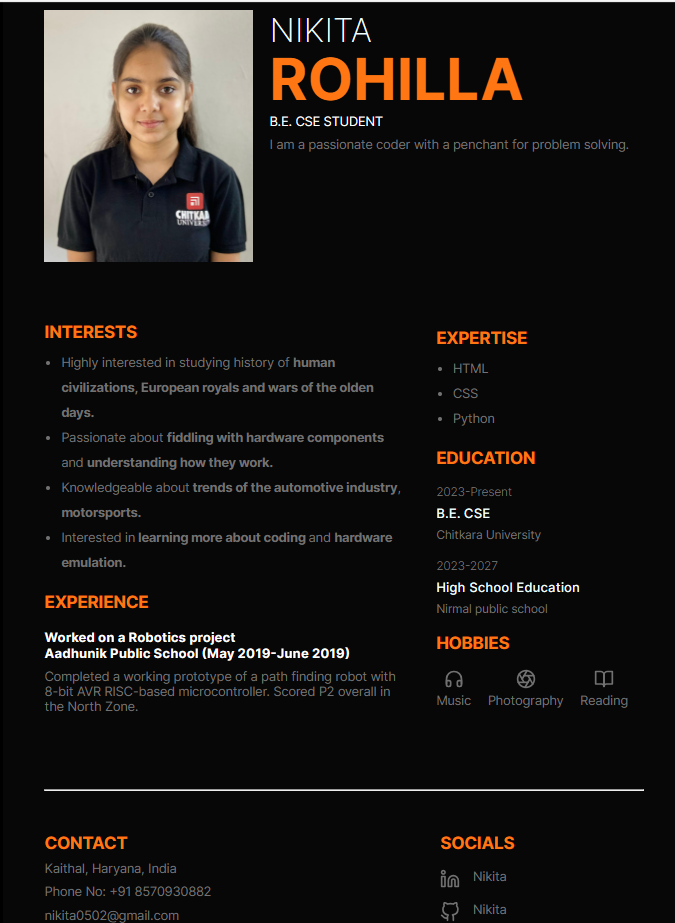 NIKITA
ROHILLA
B.E. CSE STUDENT
I am a passionate coder with a penchant for problem solving.
CHITKARA
UNIVERSITY
INTERESTS
• Highly interested in studying history of human
civilizations, European royals and wars of the olden
days.
• Passionate about fiddling with hardware components
and understanding how they work.
• Knowledgeable about trends of the automotive industry,
motorsports.
• Interested in learning more about coding and hardware
emulation.
EXPERIENCE
Worked on a Robotics project
Aadhunik Public School (May 2019-June 2019)
Completed a working prototype of a path finding robot with
8-bit AVR RISC-based microcontroller. Scored P2 overall in
the North Zone.
EXPERTISE
• HTML
• CSS
• Python
EDUCATION
2023-Present
B.E. CSE
Chitkara University
2023-2027
High School Education
Nirmal public school
HOBBIES
Music Photography Reading
CONTACT
Kaithal, Haryana, India
Phone No: +91 8570930882
nikita0502@gmail.com
SOCIALS
Nikita
Nikita